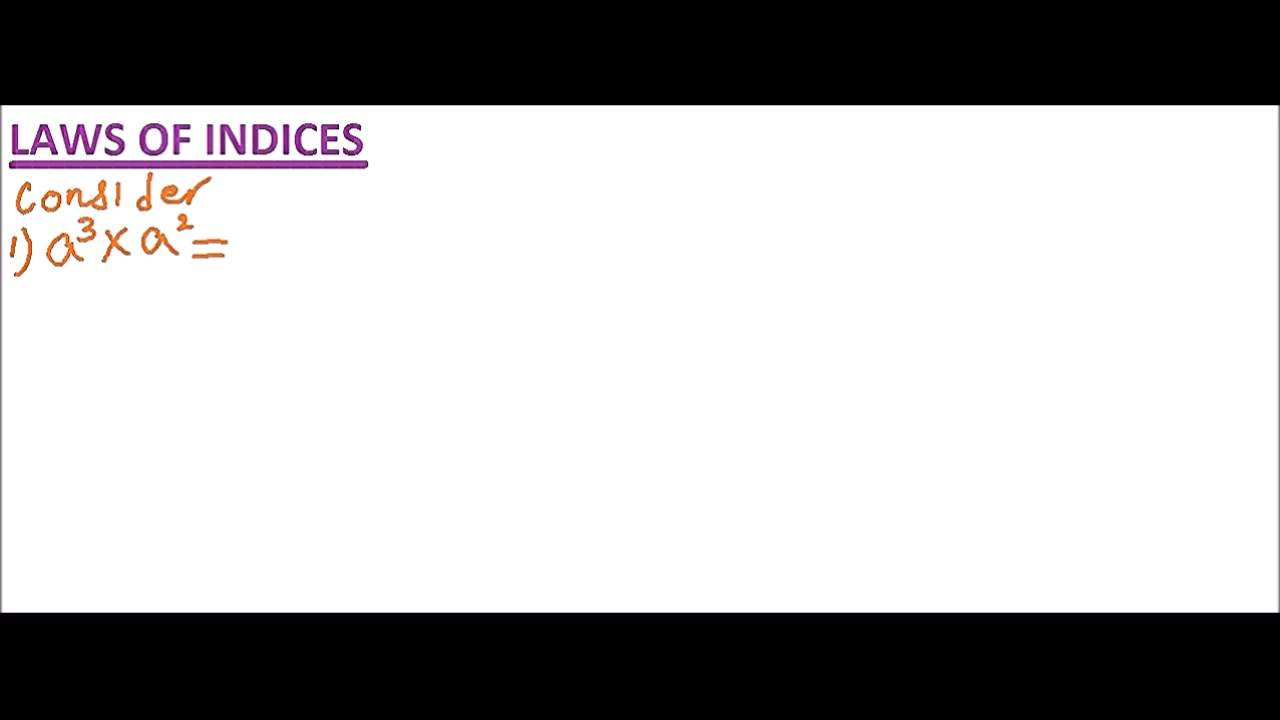 LAWS OF INDICES
Consider
1) a³ × a² =